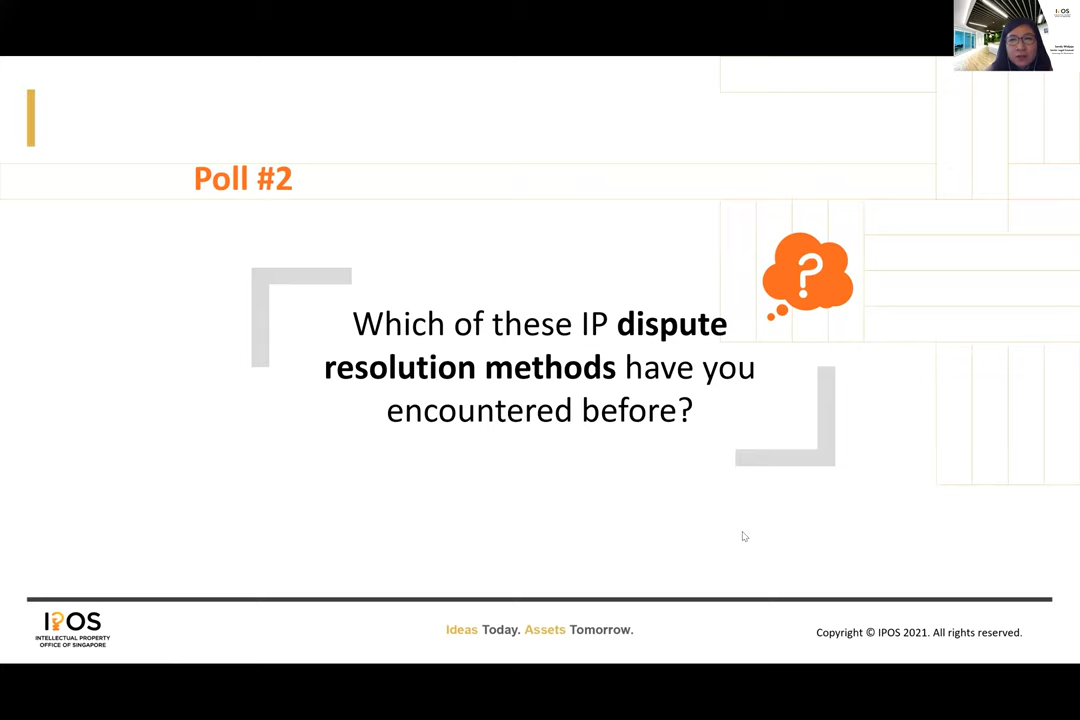 IPOS
Poll #2
?
Which of these IP dispute
resolution methods have you
encountered before?
IPOS
INTELLECTUAL PROPERTY
OFFICE OF SINGAPORE
Ideas Today. Assets Tomorrow.
Copyright © IPOS 2021. All rights reserved.